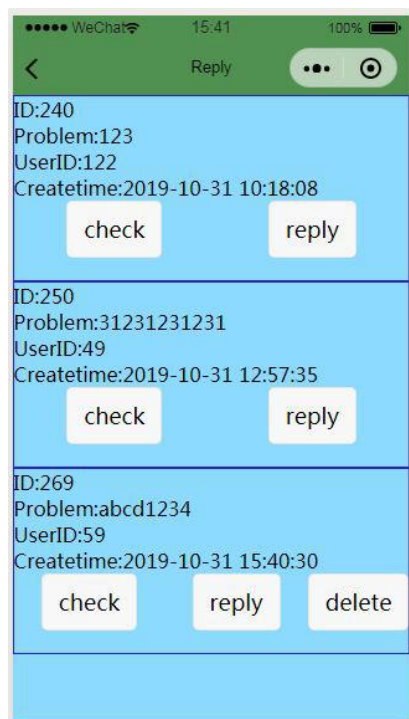 WeChat 15:41 100%
Reply
ID:240
Problem:123
UserID:122
Createtime:2019-10-31 10:18:08
check reply
ID:250
Problem:31231231231
UserID:49
Createtime:2019-10-31 12:57:35
check reply
ID:269
Problem:abcd1234
UserID:59
Createtime:2019-10-31 15:40:30
check reply delete